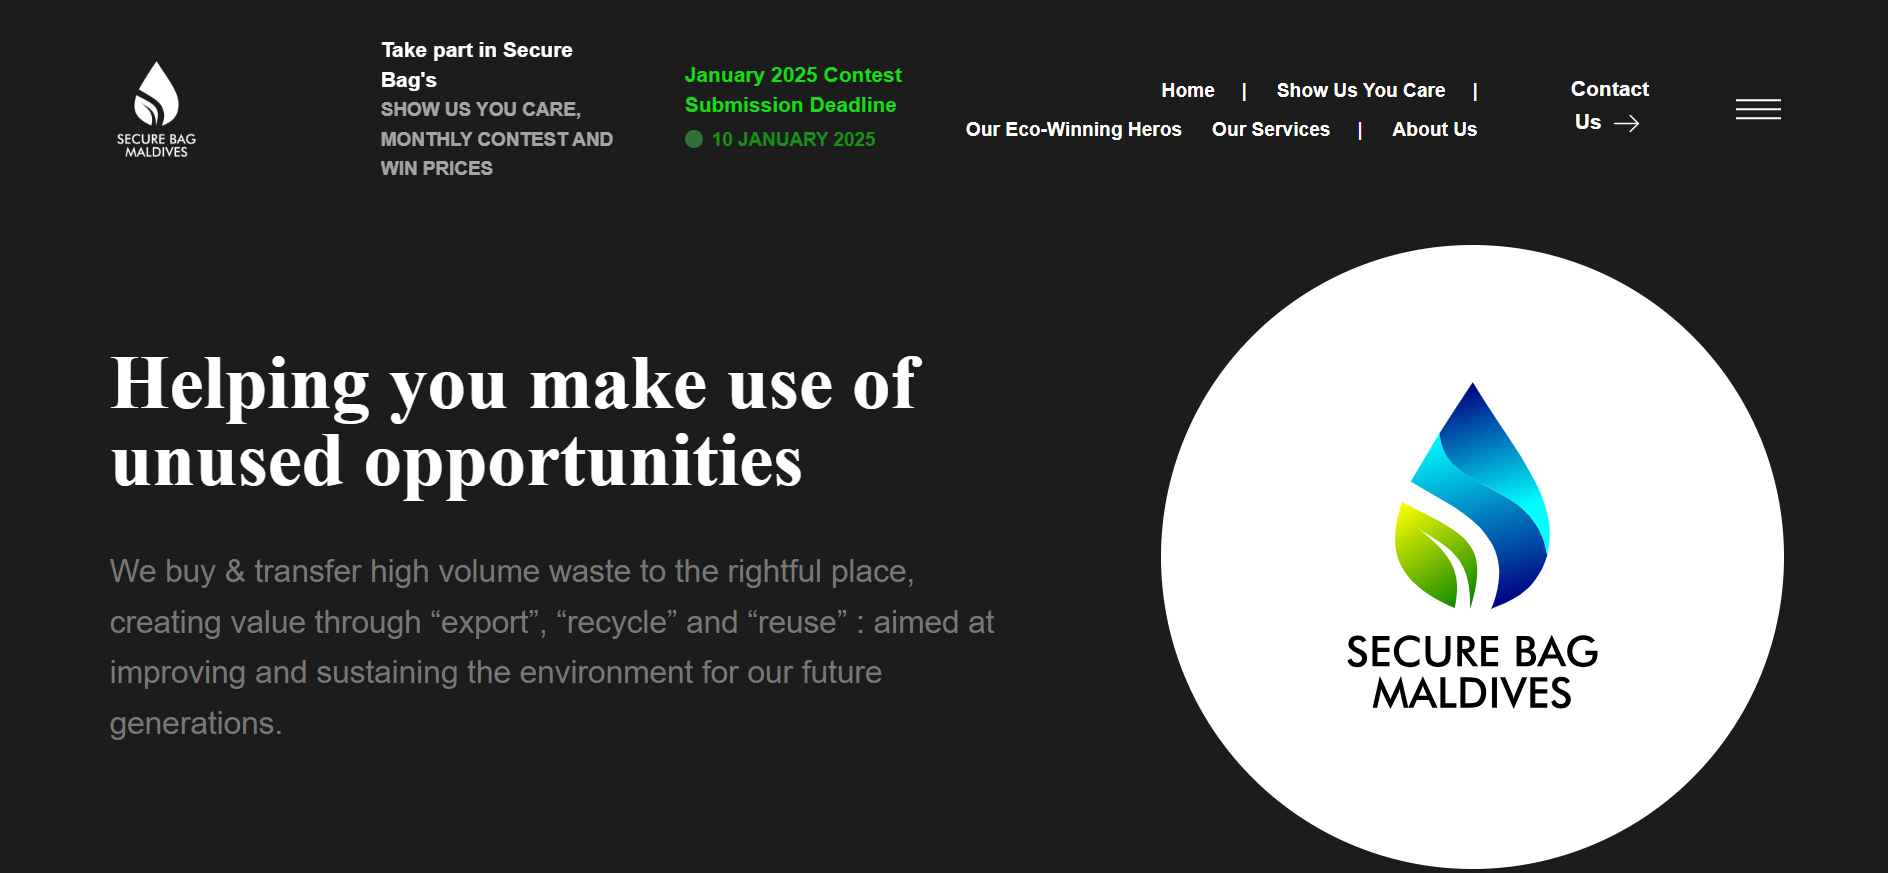 SECURE BAG
MALDIVES
Take part in Secure
Bag's
SHOW US YOU CARE,
MONTHLY CONTEST AND
WIN PRICES
January 2025 Contest
Submission Deadline
10 JANUARY 2025
Home | Show Us You Care |
Our Eco-Winning Heros Our Services | About Us
Contact
Us
Helping you make use of
unused opportunities
We buy & transfer high volume waste to the rightful place,
creating value through “export”, “recycle” and “reuse” : aimed at
improving and sustaining the environment for our future
generations.
SECURE BAG
MALDIVES